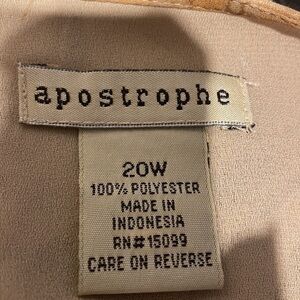 apostrophe
20W
100% POLYESTER
MADE IN
INDONESIA
RN#15099
CARE ON REVERSE